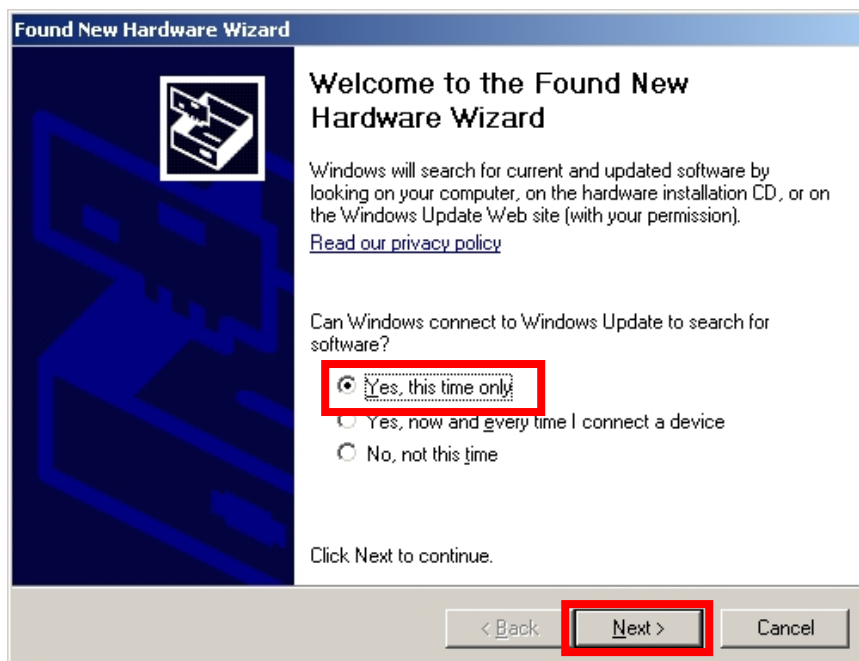 Found New Hardware Wizard
Welcome to the Found New
Hardware Wizard
Windows will search for current and updated software by
looking on your computer, on the hardware installation CD, or on
the Windows Update Web site (with your permission).
Read our privacy policy
Can Windows connect to Windows Update to search for
software?
Yes, this time only
Yes, now and every time I connect a device
No, not this time
Click Next to continue.
< Back
Next >
Cancel